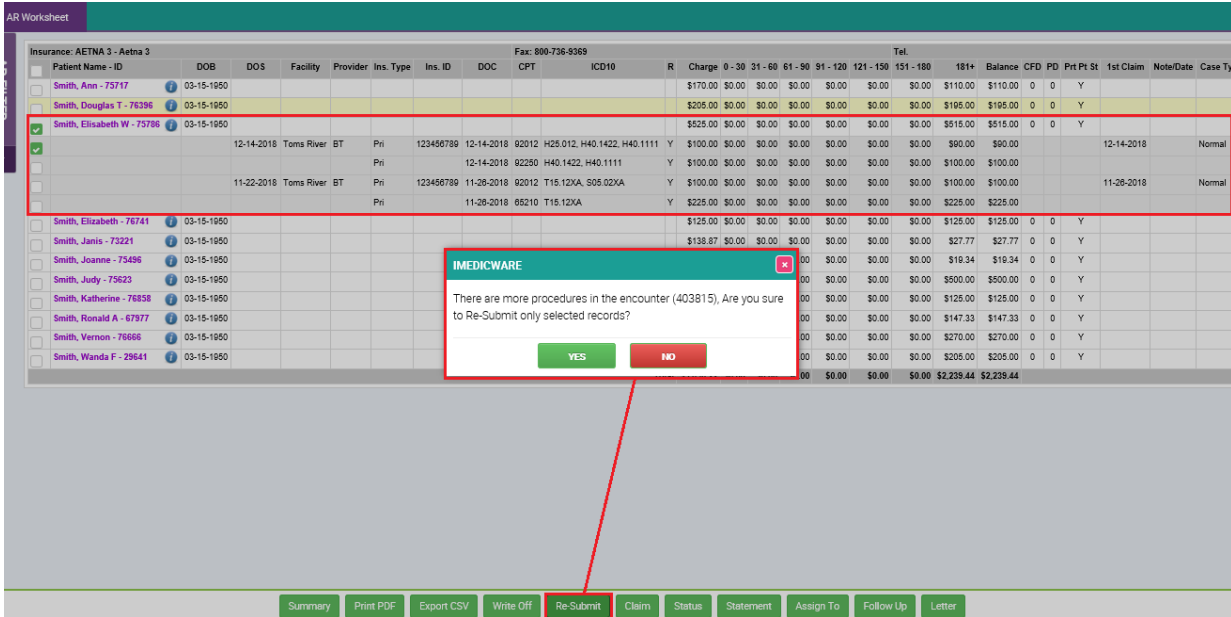 AR Worksheet
Insurance: AETNA 3 - Aetna 3 Fax: 800-736-9369 Tel.
Patient Name - ID DOB DOS Facility Provider Ins. Type Ins. ID DOC CPT ICD10 R Charge 0 - 30 31 - 60 61 - 90 91 - 120 121 - 150 151 - 180 181+ Balance CFD PD Prt Pt St 1st Claim Note/Date Case Ty
Smith, Ann - 75717 03-15-1950 $170.00 $0.00 $0.00 $0.00 $0.00 $0.00 $0.00 $110.00 $110.00 0 0 Y
Smith, Douglas T - 76396 03-15-1950 $205.00 $0.00 $0.00 $0.00 $0.00 $0.00 $0.00 $195.00 $195.00 0 0 Y
Smith, Elisabeth W - 75786 03-15-1950 $525.00 $0.00 $0.00 $0.00 $0.00 $0.00 $0.00 $515.00 $515.00 0 0 Y
12-14-2018 Toms River BT Pri 123456789 12-14-2018 92012 H25.012, H40.1422, H40.1111 Y $100.00 $0.00 $0.00 $0.00 $0.00 $0.00 $0.00 $90.00 $90.00 12-14-2018 Normal
Pri 12-14-2018 92250 H40.1422, H40.1111 Y $100.00 $0.00 $0.00 $0.00 $0.00 $0.00 $0.00 $100.00 $100.00
11-22-2018 Toms River BT Pri 123456789 11-26-2018 92012 T15.12XA, S05.02XA Y $100.00 $0.00 $0.00 $0.00 $0.00 $0.00 $0.00 $100.00 $100.00 11-26-2018 Normal
Pri 11-26-2018 65210 T15.12XA Y $225.00 $0.00 $0.00 $0.00 $0.00 $0.00 $0.00 $225.00 $225.00
Smith, Elizabeth - 76741 03-15-1950 $125.00 $0.00 $0.00 $0.00 $0.00 $0.00 $0.00 $125.00 $125.00 0 0 Y
Smith, Janis - 73221 03-15-1950 $138.87 $0.00 $0.00 $0.00 $0.00 $0.00 $0.00 $27.77 $27.77 0 0 Y
Smith, Joanne - 75496 03-15-1950 $0.00 $0.00 $0.00 $19.34 $19.34 0 0 Y
Smith, Judy - 75623 03-15-1950 $0.00 $0.00 $0.00 $500.00 $500.00 0 0 Y
Smith, Katherine - 76858 03-15-1950 $0.00 $0.00 $0.00 $125.00 $125.00 0 0 Y
Smith, Ronald A - 67977 03-15-1950 $0.00 $0.00 $0.00 $147.33 $147.33 0 0 Y
Smith, Vernon - 76666 03-15-1950 $0.00 $0.00 $0.00 $270.00 $270.00 0 0 Y
Smith, Wanda F - 29641 03-15-1950 $0.00 $0.00 $0.00 $205.00 $205.00 0 0 Y
$0.00 $0.00 $0.00 $2,239.44 $2,239.44
IMEDICWARE
There are more procedures in the encounter (403815), Are you sure
to Re-Submit only selected records?
YES NO
Summary Print PDF Export CSV Write Off Re-Submit Claim Status Statement Assign To Follow Up Letter